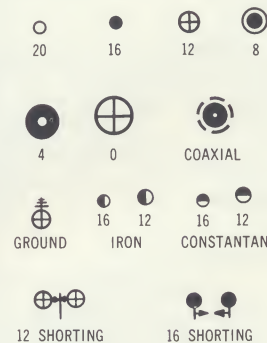 20 16 12 8
4 0 COAXIAL
16 12 16 12
GROUND IRON CONSTANTAN
12 SHORTING 16 SHORTING